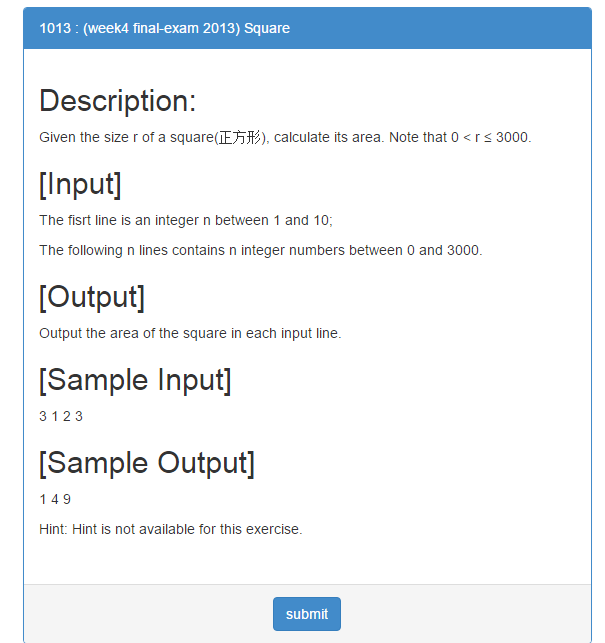 1013 : (week4 final-exam 2013) Square
Description:
Given the size r of a square(正方形), calculate its area. Note that 0 < r ≤ 3000.
[Input]
The fisrt line is an integer n between 1 and 10;
The following n lines contains n integer numbers between 0 and 3000.
[Output]
Output the area of the square in each input line.
[Sample Input]
3 1 2 3
[Sample Output]
1 4 9
Hint: Hint is not available for this exercise.
submit